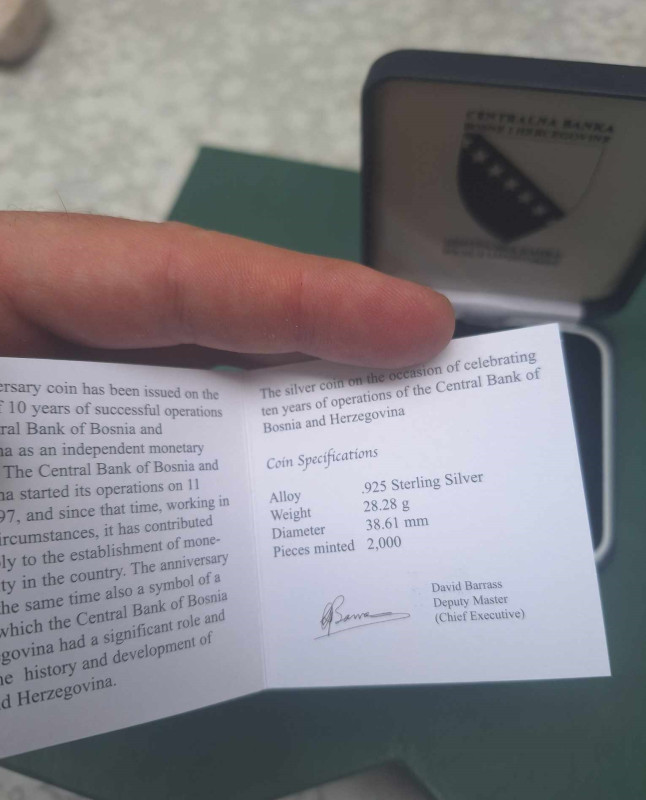 CENTRALNA BANKA
BOSNE I HERCEGOVINE
ersary coin has been issued on the
10 years of successful operations
ral Bank of Bosnia and
na as an independent monetary
The Central Bank of Bosnia and
na started its operations on 11
97, and since that time, working in
ircumstances, it has contributed
ly to the establishment of mone-
ty in the country. The anniversary
he same time also a symbol of a
which the Central Bank of Bosnia
govina had a significant role and
he history and development of
d Herzegovina.
The silver coin on the occasion of celebrating
ten years of operations of the Central Bank of
Bosnia and Herzegovina
Coin Specifications
Alloy .925 Sterling Silver
Weight 28.28 g
Diameter 38.61 mm
Pieces minted 2,000
David Barrass
Deputy Master
(Chief Executive)